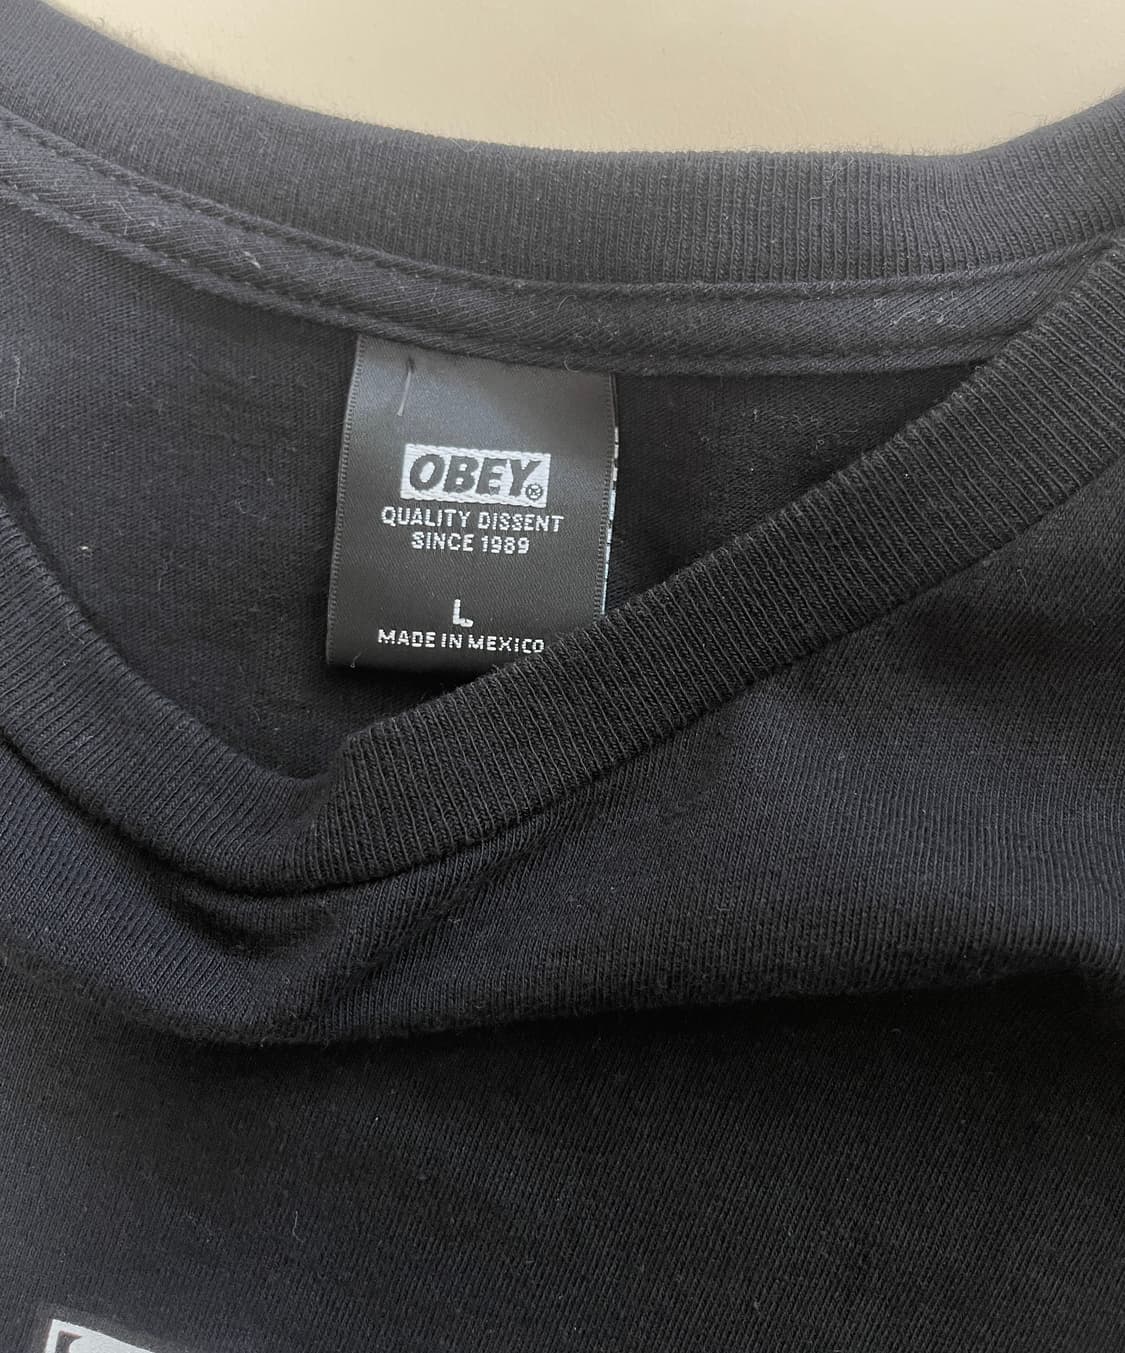 OBEY®
QUALITY DISSENT
SINCE 1989
L
MADE IN MEXICO